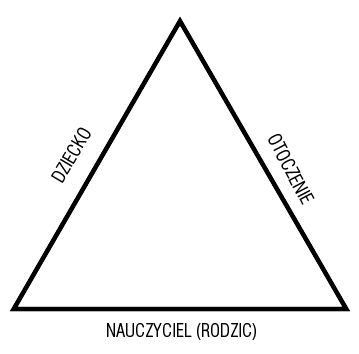 DZIECKO
OTOCZENIE
NAUCZYCIEL (RODZIC)